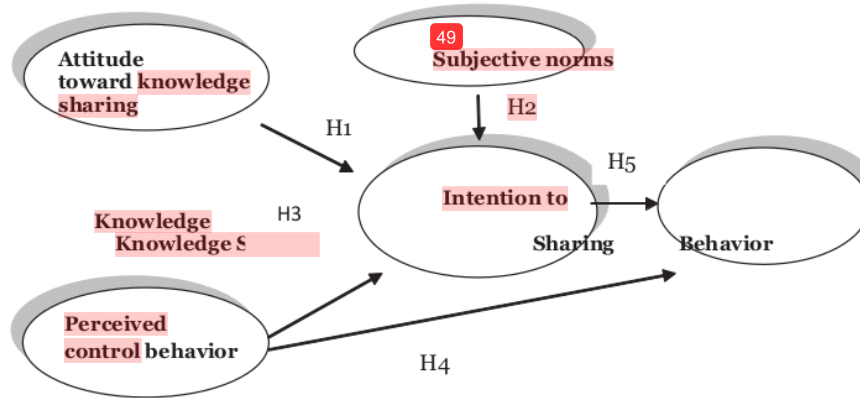 49
Attitude
toward knowledge
sharing
Subjective norms
H1
H2
H5
Intention to
Knowledge
H3
Knowledge S
Sharing
Behavior
Perceived
control behavior
H4